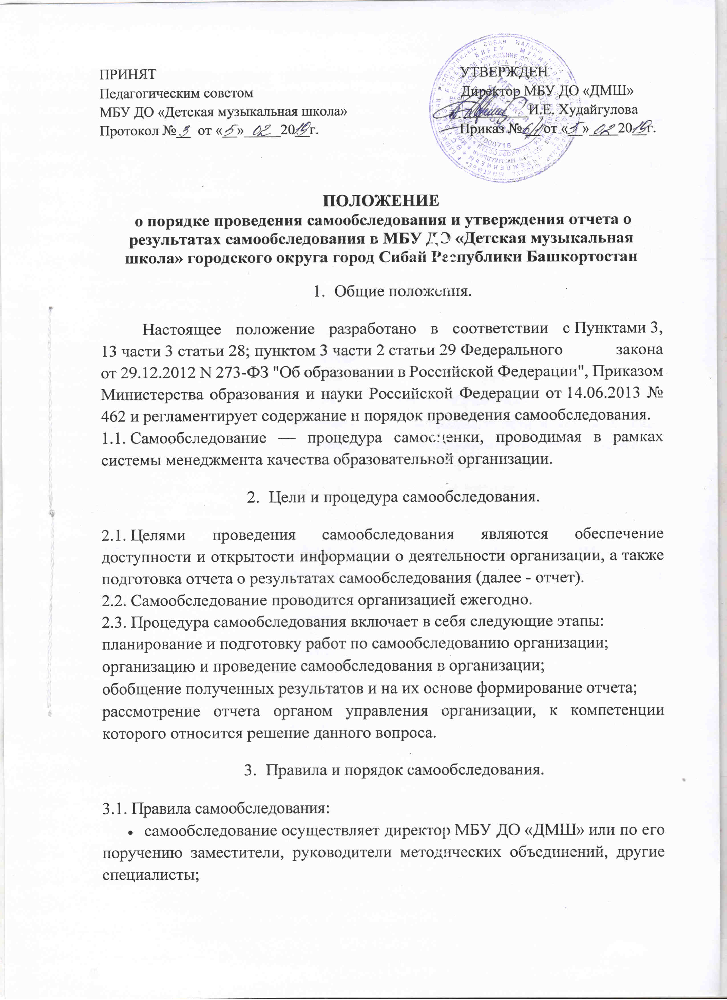 ПРИНЯТ
Педагогическим советом
МБУ ДО «Детская музыкальная школа»
Протокол № 3 от «5» 02 2019г.
УТВЕРЖДЕН
Директор МБУ ДО «ДМШ»
И.Е. Худайгулова
Приказ № 6/1 от «5» 02 2019г.
ПОЛОЖЕНИЕ
о порядке проведения самообследования и утверждения отчета о
результатах самообследования в МБУ ДО «Детская музыкальная
школа» городского округа город Сибай Республики Башкортостан
1. Общие положения.
Настоящее положение разработано в соответствии с Пунктами 3,
13 части 3 статьи 28; пунктом 3 части 2 статьи 29 Федерального закона
от 29.12.2012 N 273-ФЗ "Об образовании в Российской Федерации", Приказом
Министерства образования и науки Российской Федерации от 14.06.2013 №
462 и регламентирует содержание и порядок проведения самообследования.
1.1. Самообследование — процедура самооценки, проводимая в рамках
системы менеджмента качества образовательной организации.
2. Цели и процедура самообследования.
2.1. Целями проведения самообследования являются обеспечение
доступности и открытости информации о деятельности организации, а также
подготовка отчета о результатах самообследования (далее - отчет).
2.2. Самообследование проводится организацией ежегодно.
2.3. Процедура самообследования включает в себя следующие этапы:
планирование и подготовку работ по самообследованию организации;
организацию и проведение самообследования в организации;
обобщение полученных результатов и на их основе формирование отчета;
рассмотрение отчета органом управления организации, к компетенции
которого относится решение данного вопроса.
3. Правила и порядок самообследования.
3.1. Правила самообследования:
• самообследование осуществляет директор МБУ ДО «ДМШ» или по его
поручению заместители, руководители методических объединений, другие
специалисты;